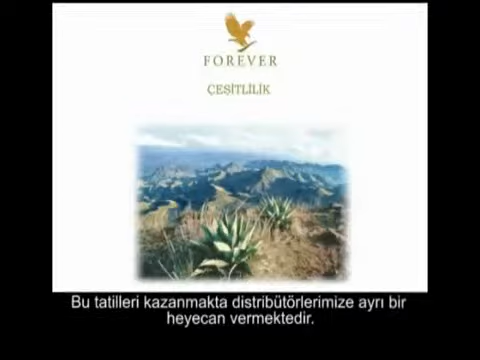 FOREVER
ÇEŞİTLİLİK
Bu tatilleri kazanmakta distribütörlerimize ayrı bir
heyecan vermektedir.